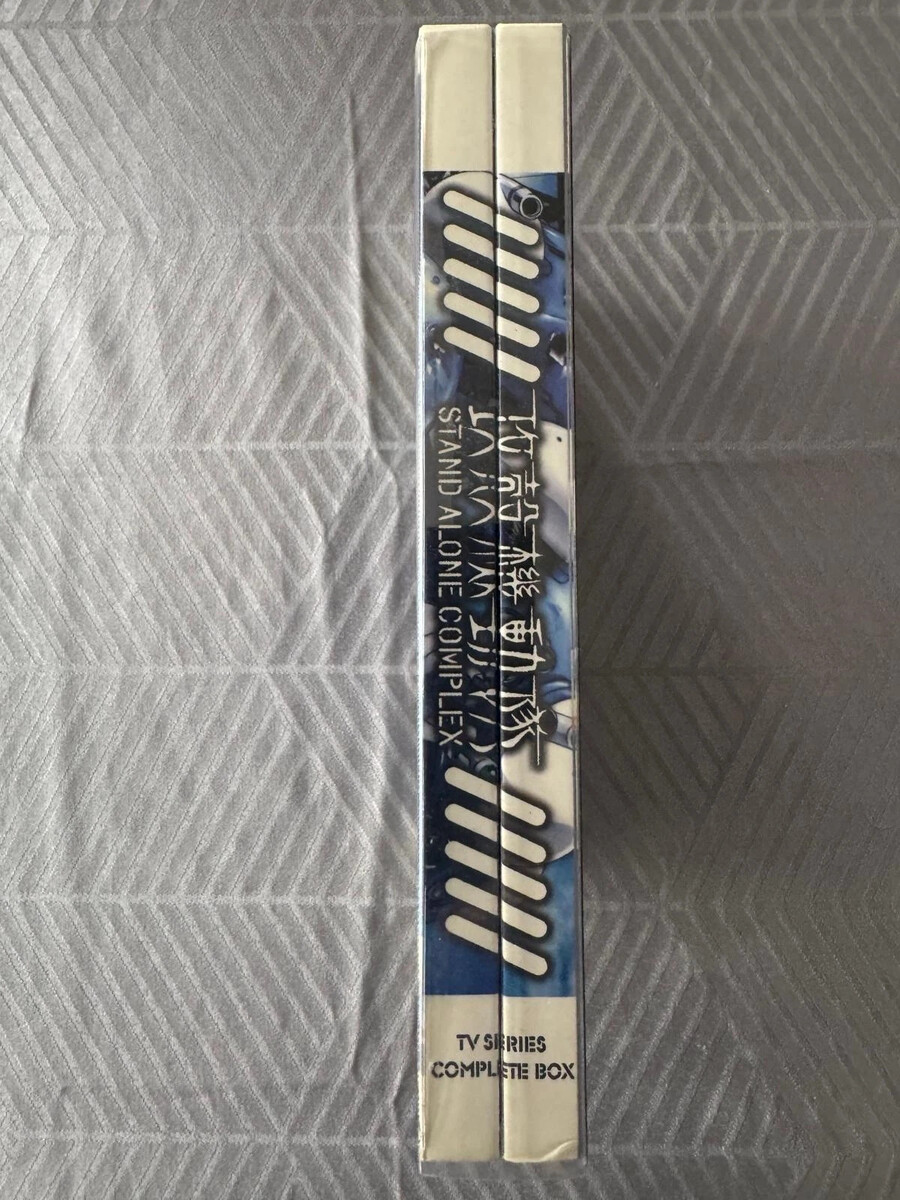 攻殻機動隊
STAND ALONE COMPLEX
TV SERIES
COMPLETE BOX